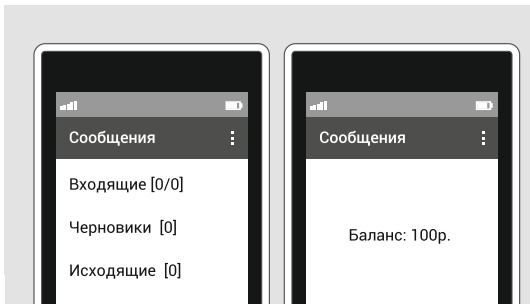 Сообщения
Входящие [0/0]
Черновики [0]
Исходящие [0]
Сообщения
Баланс: 100р.